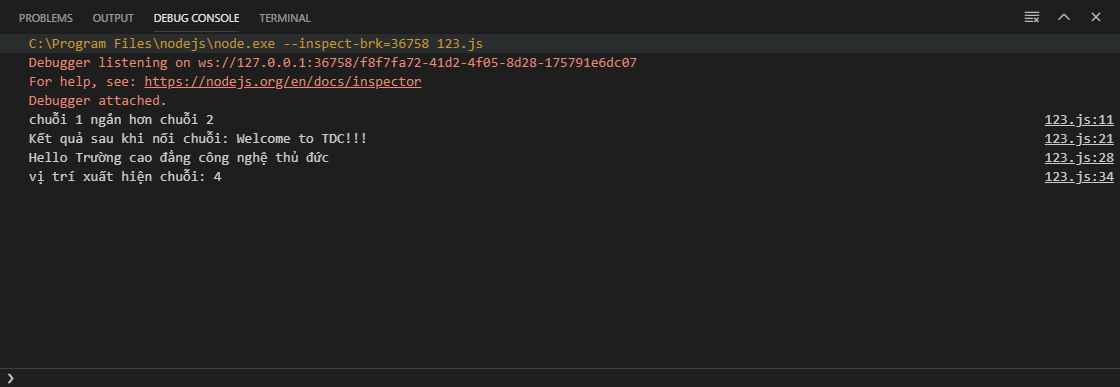 PROBLEMS OUTPUT DEBUG CONSOLE TERMINAL
C:\Program Files\nodejs\node.exe --inspect-brk=36758 123.js
Debugger listening on ws://127.0.0.1:36758/f8f7fa72-41d2-4f05-8d28-175791e6dc07
For help, see: https://nodejs.org/en/docs/inspector
Debugger attached.
chuỗi 1 ngắn hơn chuỗi 2 123.js:11
Kết quả sau khi nối chuỗi: Welcome to TDC!!! 123.js:21
Hello Trường cao đẳng công nghệ thủ đức 123.js:28
vị trí xuất hiện chuỗi: 4 123.js:34